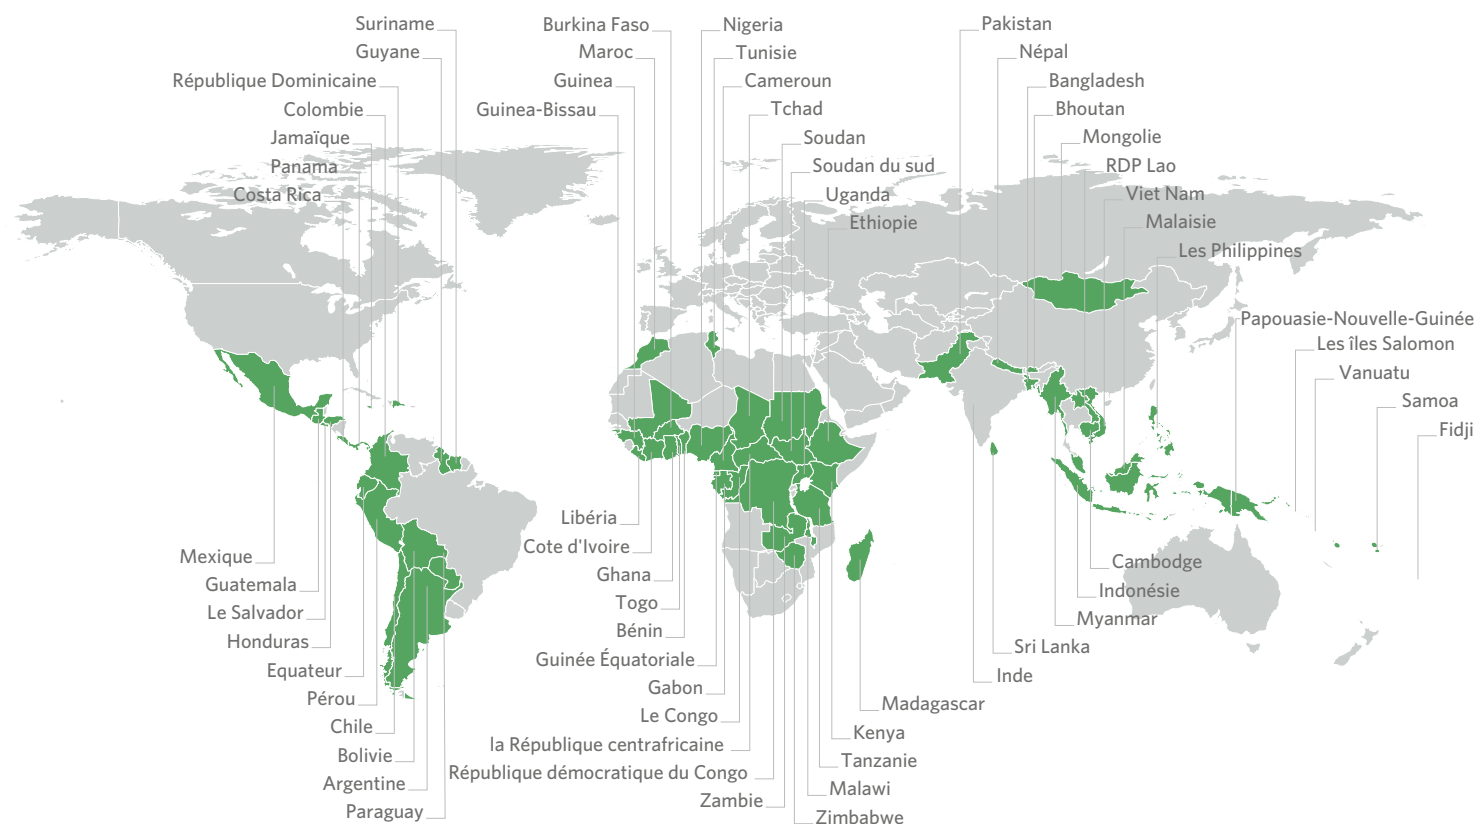 Suriname
Guyane
République Dominicaine
Colombie
Jamaïque
Panama
Costa Rica
Burkina Faso
Maroc
Guinea
Guinea-Bissau
Nigeria
Tunisie
Cameroun
Tchad
Soudan
Soudan du sud
Uganda
Ethiopie
Pakistan
Népal
Bangladesh
Bhoutan
Mongolie
RDP Lao
Viet Nam
Malaisie
Les Philippines
Papouasie-Nouvelle-Guinée
Les îles Salomon
Vanuatu
Samoa
Fidji
Mexique
Guatemala
Le Salvador
Honduras
Equateur
Pérou
Chile
Bolivie
Argentine
Paraguay
Libéria
Cote d'Ivoire
Ghana
Togo
Bénin
Guinée Équatoriale
Gabon
Le Congo
la République centrafricaine
République démocratique du Congo
Zambie
Zimbabwe
Malawi
Tanzanie
Kenya
Madagascar
Inde
Sri Lanka
Myanmar
Indonésie
Cambodge